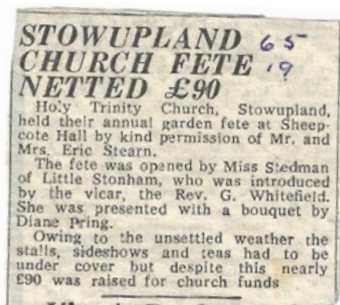 STOWUPLAND 65
CHURCH FETE 19
NETTED £90
Holy Trinity Church, Stowupland,
held their annual garden fete at Sheep-
cote Hall by kind permission of Mr. and
Mrs. Eric Stearn.
The fete was opened by Miss Stedman
of Little Stonham, who was introduced
by the vicar, the Rev. G. Whitefield.
She was presented with a bouquet by
Diane Pring.
Owing to the unsettled weather the
stalls, sideshows and teas had to be
under cover but despite this nearly
£90 was raised for church funds